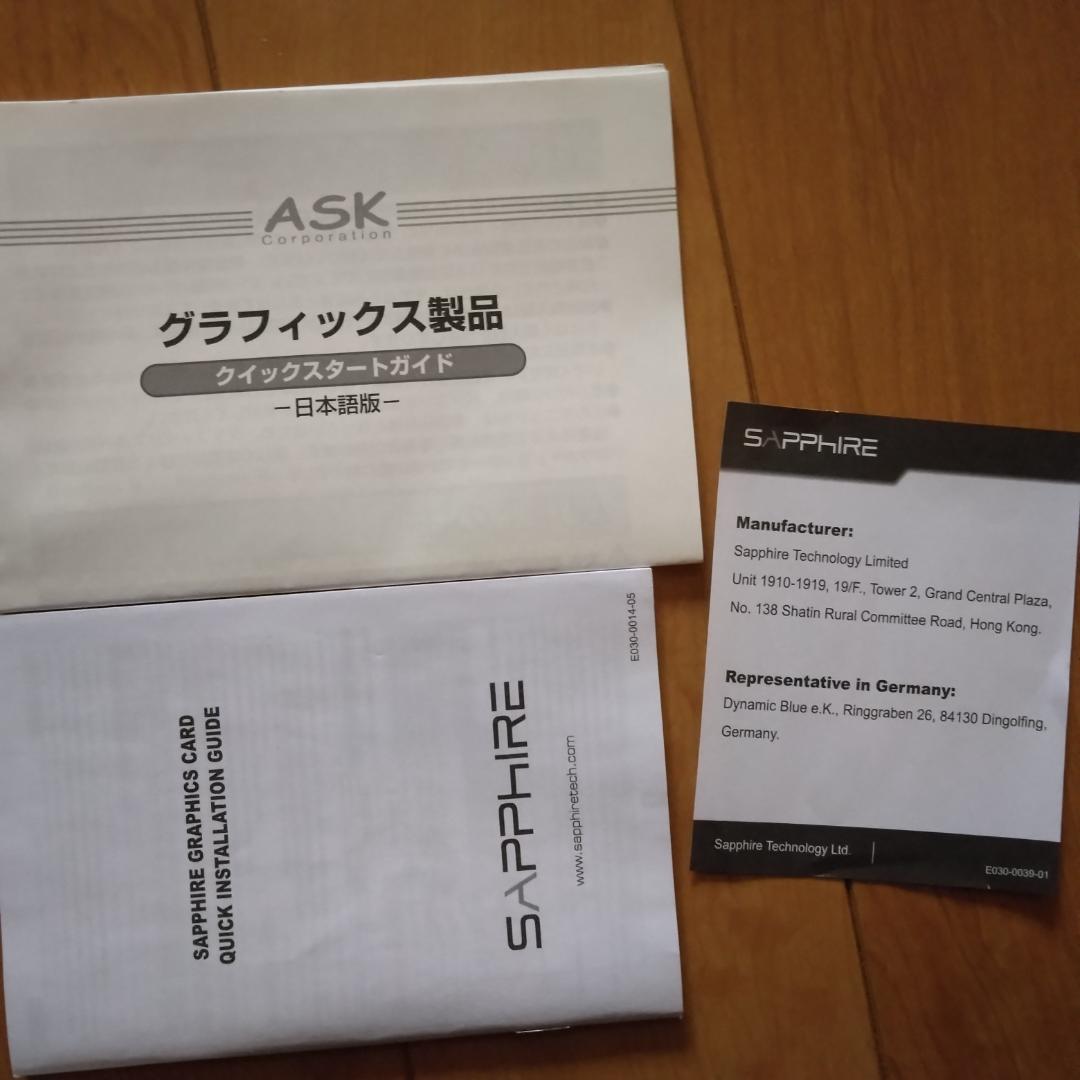 ASK
Corporation
グラフィックス製品
クイックスタートガイド
－日本語版－
SAPPHIRE GRAPHICS CARD
QUICK INSTALLATION GUIDE
SAPPHIRE
www.sapphiretech.com
E030-0014-05
SAPPHIRE
Manufacturer:
Sapphire Technology Limited
Unit 1910-1919, 19/F., Tower 2, Grand Central Plaza,
No. 138 Shatin Rural Committee Road, Hong Kong.
Representative in Germany:
Dynamic Blue e.K., Ringgraben 26, 84130 Dingolfing,
Germany.
Sapphire Technology Ltd.
E030-0039-01